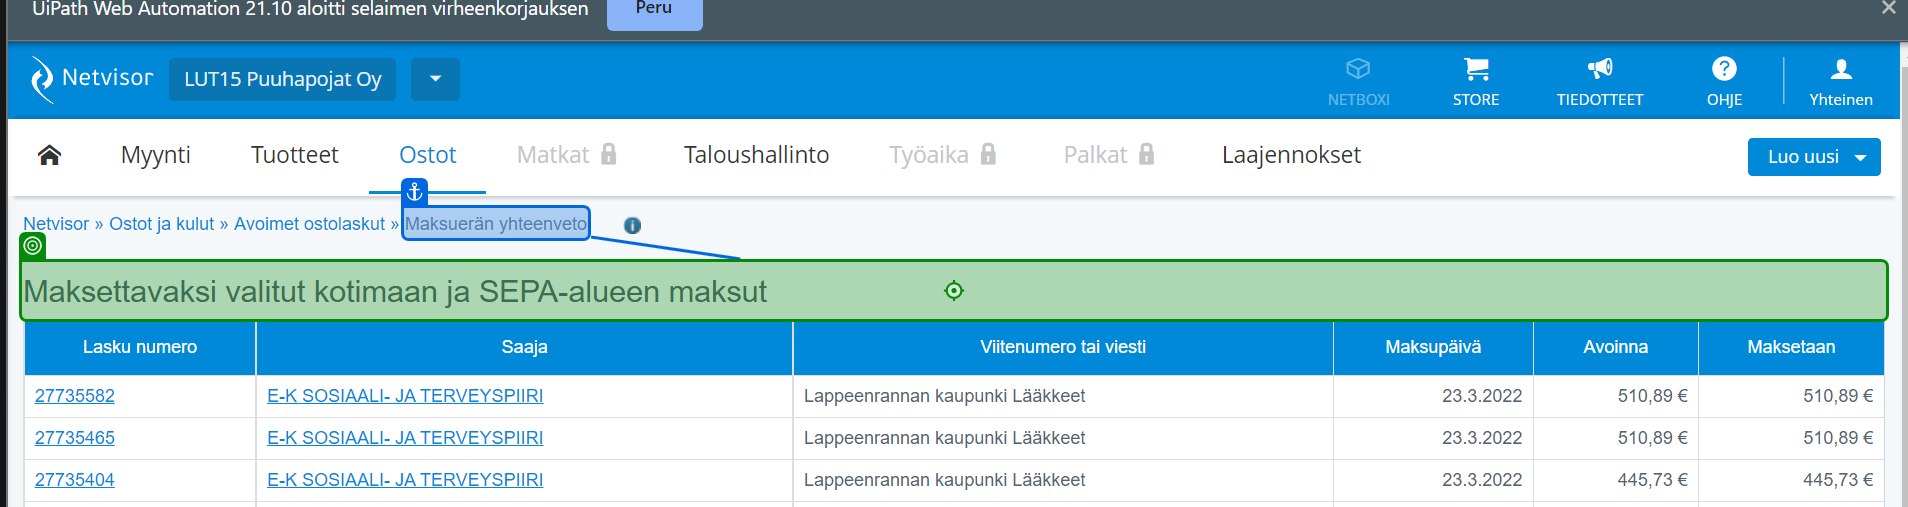 UiPath Web Automation 21.10 aloitti selaimen virheenkorjauksen Peru
Netvisor LUT15 Puuhapojat Oy NETBOXI STORE TIEDOTTEET OHJE Yhteinen
Myynti Tuotteet Ostot Matkat Taloushallinto Työaika Palkat Laajennokset Luo uusi
Netvisor » Ostot ja kulut » Avoimet ostolaskut » Maksuerän yhteenveto
Maksettavaksi valitut kotimaan ja SEPA-alueen maksut
Lasku numero Saaja Viitenumero tai viesti Maksupäivä Avoinna Maksetaan
27735582 E-K SOSIAALI- JA TERVEYSPIIRI Lappeenrannan kaupunki Lääkkeet 23.3.2022 510,89 € 510,89 €
27735465 E-K SOSIAALI- JA TERVEYSPIIRI Lappeenrannan kaupunki Lääkkeet 23.3.2022 510,89 € 510,89 €
27735404 E-K SOSIAALI- JA TERVEYSPIIRI Lappeenrannan kaupunki Lääkkeet 23.3.2022 445,73 € 445,73 €